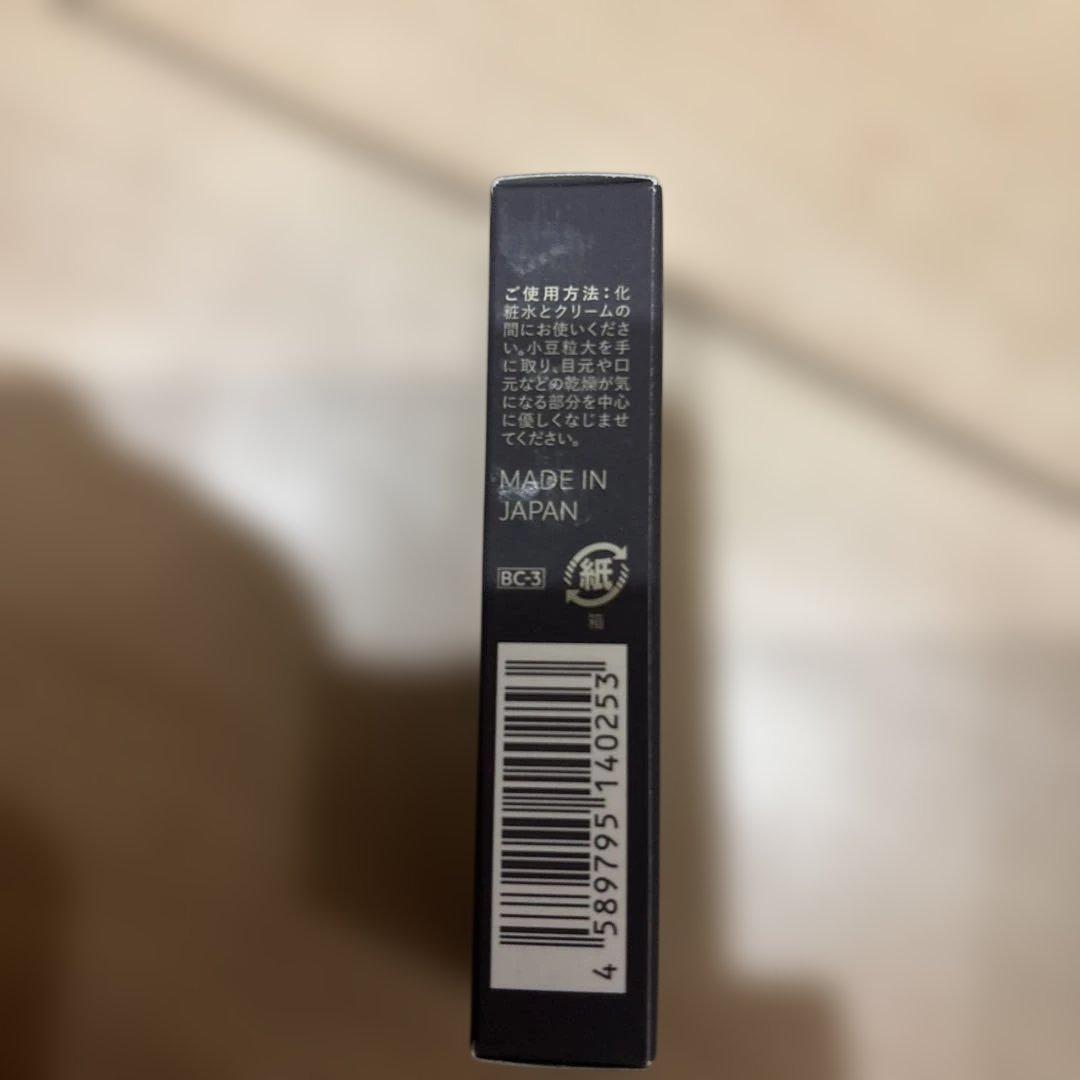 ご使用方法：化
粧水とクリームの
間にお使いくださ
い。小豆粒大を手
に取り、目元や口
元などの乾燥が気
になる部分を中心
に優しくなじませ
てください。
MADE IN
JAPAN
BC-3
紙
箱
4 589795 140253